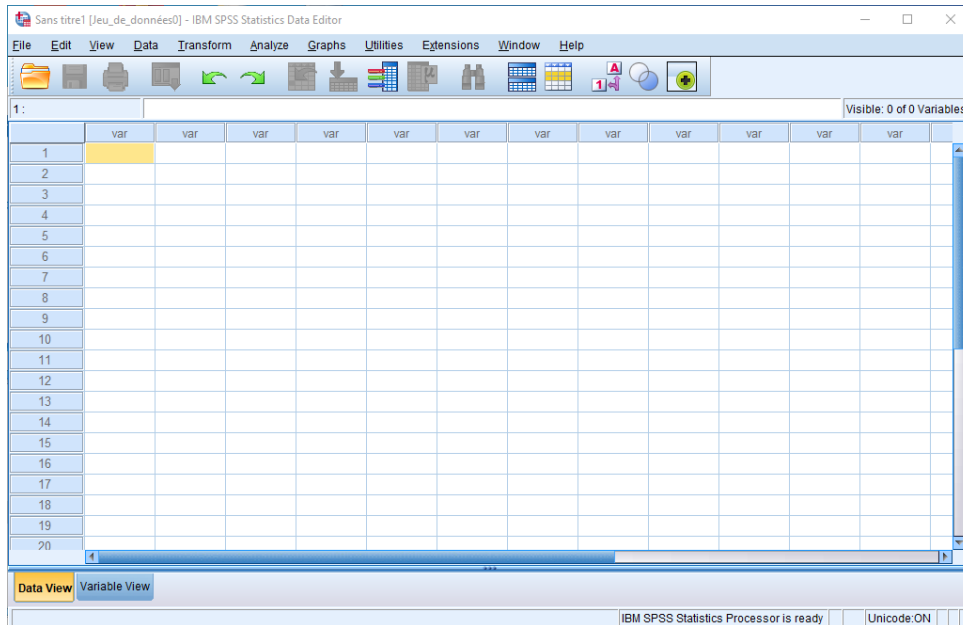 Sans titre1 [Jeu_de_données0] - IBM SPSS Statistics Data Editor
File Edit View Data Transform Analyze Graphs Utilities Extensions Window Help
1 A
1 : Visible: 0 of 0 Variables
var var var var var var var var var var var var
1
2
3
4
5
6
7
8
9
10
11
12
13
14
15
16
17
18
19
20
Data View Variable View
IBM SPSS Statistics Processor is ready Unicode:ON